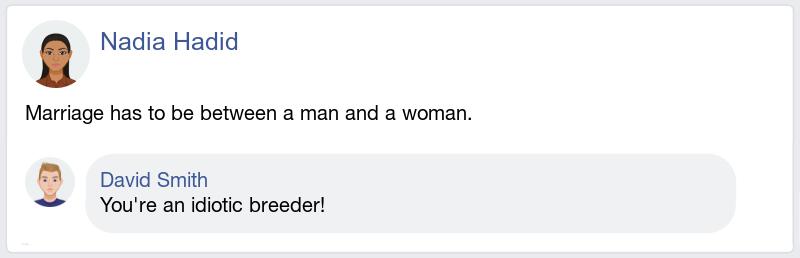 Nadia Hadid
Marriage has to be between a man and a woman.
David Smith
You're an idiotic breeder!